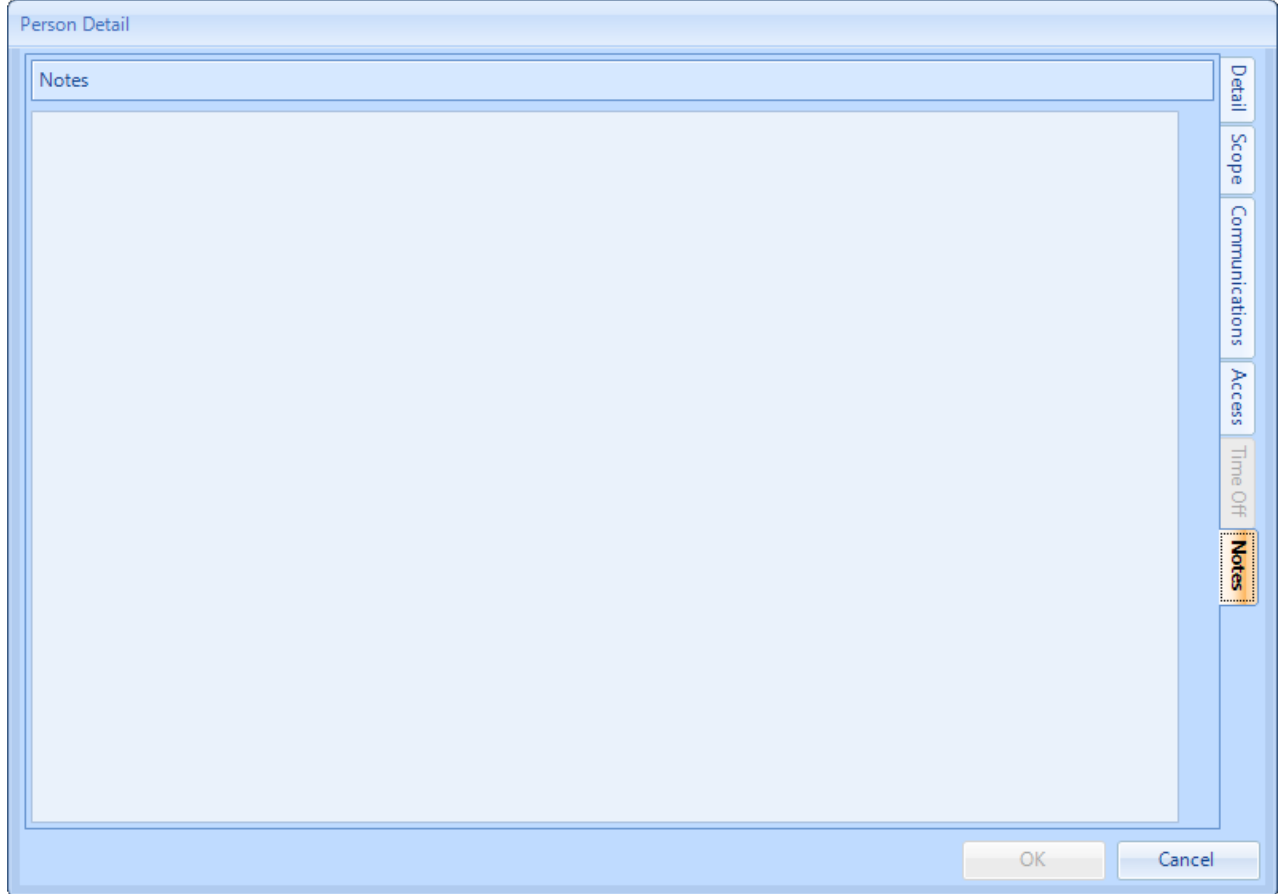 Person Detail
Notes
Detail
Scope
Communications
Access
Time Off
Notes
OK
Cancel